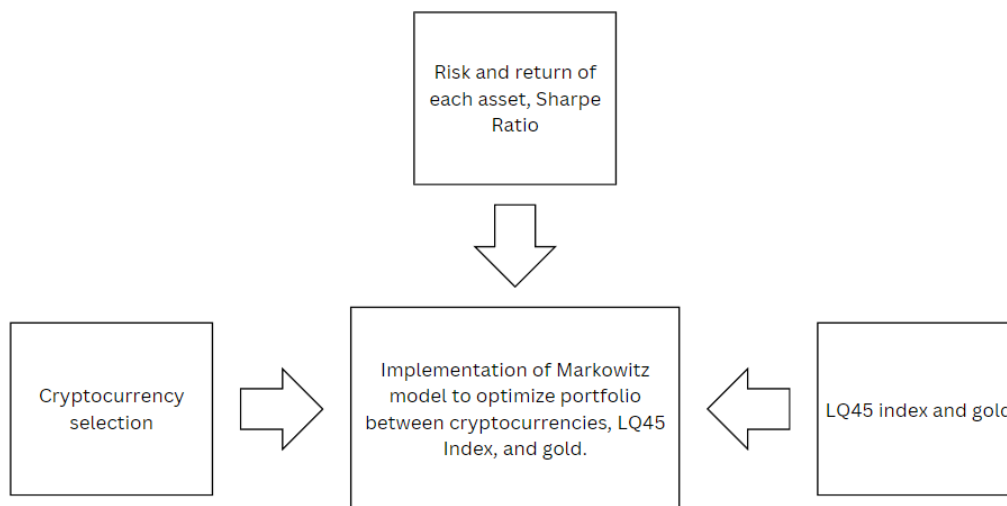 Risk and return of
each asset, Sharpe
Ratio
Cryptocurrency
selection
Implementation of Markowitz
model to optimize portfolio
between cryptocurrencies, LQ45
Index, and gold.
LQ45 index and gold